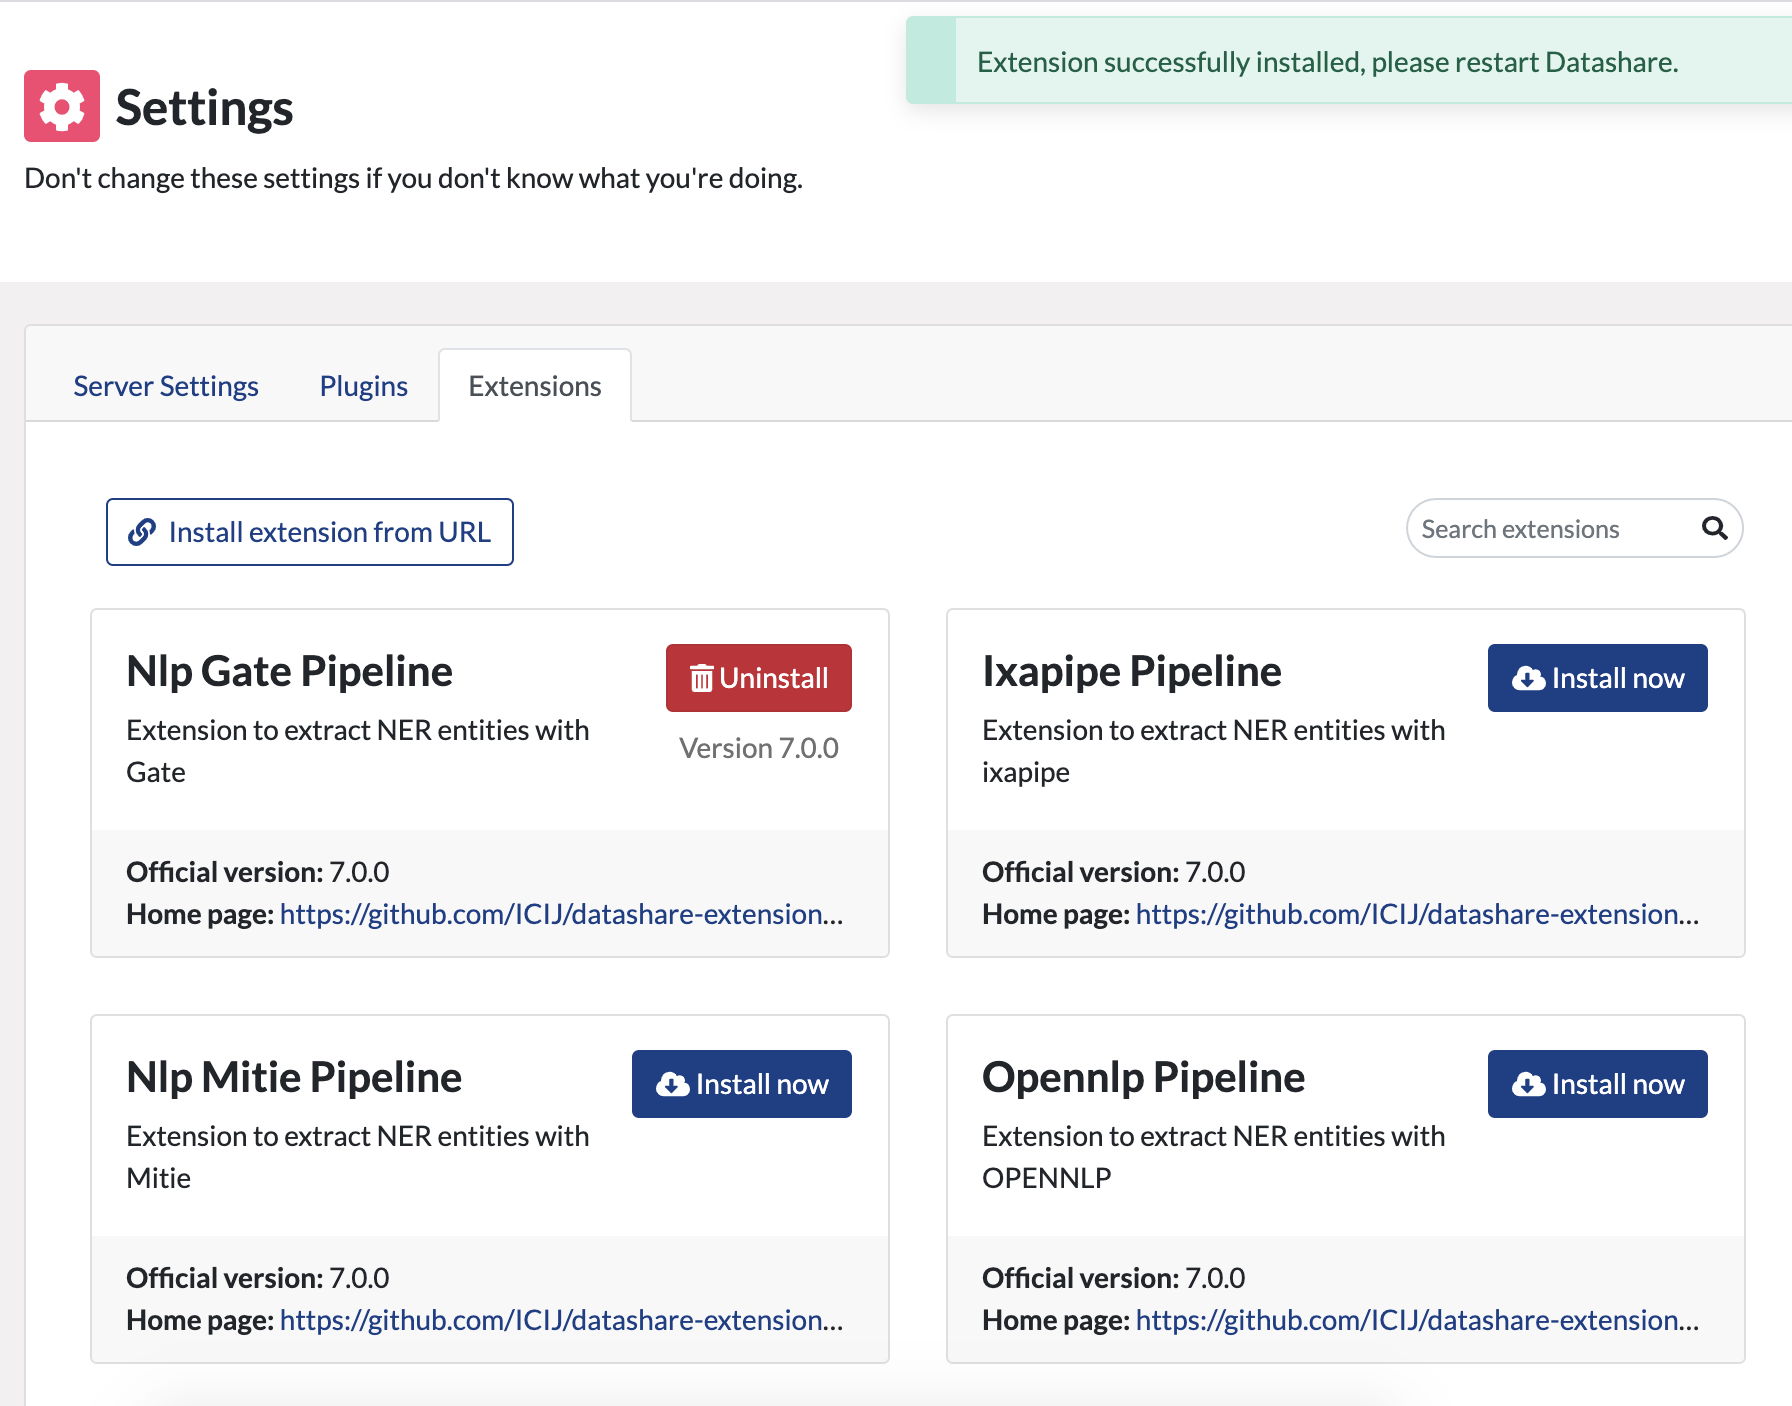 Extension successfully installed, please restart Datashare.
Settings
Don't change these settings if you don't know what you're doing.
Server Settings
Plugins
Extensions
Install extension from URL
Search extensions
Nlp Gate Pipeline
Uninstall
Version 7.0.0
Extension to extract NER entities with
Gate
Official version: 7.0.0
Home page: https://github.com/ICIJ/datashare-extension...
Ixapipe Pipeline
Install now
Extension to extract NER entities with
ixapipe
Official version: 7.0.0
Home page: https://github.com/ICIJ/datashare-extension...
Nlp Mitie Pipeline
Install now
Extension to extract NER entities with
Mitie
Official version: 7.0.0
Home page: https://github.com/ICIJ/datashare-extension...
Opennlp Pipeline
Install now
Extension to extract NER entities with
OPENNLP
Official version: 7.0.0
Home page: https://github.com/ICIJ/datashare-extension...